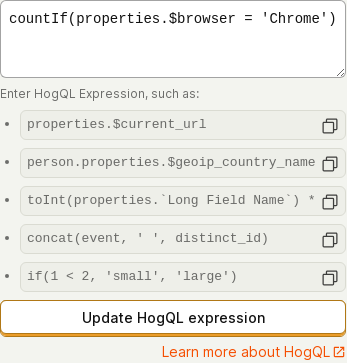 countIf(properties.$browser = 'Chrome')
Enter HogQL Expression, such as:
properties.$current_url
person.properties.$geoip_country_name
toInt(properties.`Long Field Name`) *
concat(event, ' ', distinct_id)
if(1 < 2, 'small', 'large')
Update HogQL expression
Learn more about HogQL